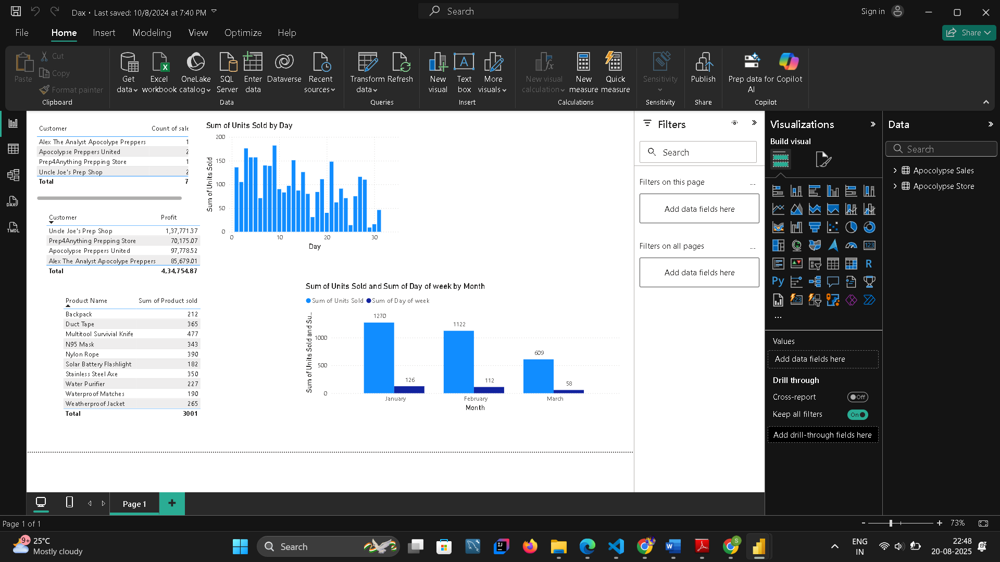 Dax • Last saved: 10/8/2024 at 7:40 PM
Search
Sign in
File Home Insert Modeling View Optimize Help
Share
Paste
Cut
Copy
Format painter
Clipboard
Get data
Excel workbook
OneLake catalog
SQL Server
Enter data
Dataverse
Recent sources
Data
Transform data
Refresh
Queries
New visual
Text box
More visuals
Insert
New visual calculation
New measure
Quick measure
Calculations
Sensitivity
Sensitivity
Publish
Share
Prep data for AI
Copilot
Copilot
DAX
TMDL
Customer Count of sale
Alex The Analyst Apocolype Preppers 1
Apocolypse Preppers United 2
Prep4Anything Prepping Store 1
Uncle Joe's Prep Shop 2
Total 7
Customer Profit
Uncle Joe's Prep Shop 1,37,771.37
Prep4Anything Prepping Store 70,175.07
Apocolypse Preppers United 97,778.52
Alex The Analyst Apocolype Preppers 85,679.01
Total 4,34,754.87
Product Name Sum of Product sold
Backpack 212
Duct Tape 365
Multitool Survivial Knife 477
N95 Mask 343
Nylon Rope 390
Solar Battery Flashlight 182
Stainless Steel Axe 350
Water Purifier 227
Waterproof Matches 190
Weatherproof Jacket 265
Total 3001
Sum of Units Sold by Day
Sum of Units Sold
200
150
100
50
0
0 10 20 30
Day
Sum of Units Sold and Sum of Day of week by Month
Sum of Units Sold Sum of Day of week
Sum of Units Sold and Su...
1000
500
0
1270
126
1122
112
609
58
January February March
Month
Filters
Search
Filters on this page ...
Add data fields here
Filters on all pages ...
Add data fields here
Visualizations
Build visual
123
R
Py
123
...
Values
Add data fields here
Drill through
Cross-report Off
Keep all filters On
Add drill-through fields here
Data
Search
Apocolypse Sales
Apocolypse Store
Page 1
+
Page 1 of 1
- + 73%
9+
25°C
Mostly cloudy
Search
IJ
W
S
ENG
IN
22:48
20-08-2025